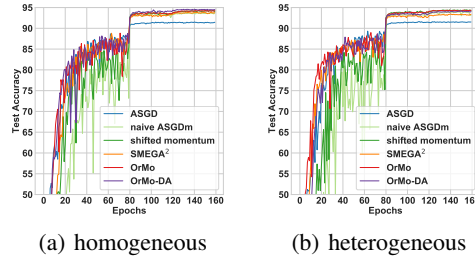 95
90
85
80
75
70
65
60
55
50
Test Accuracy
ASGD
naive ASGDm
shifted momentum
SMEGA²
OrMo
OrMo-DA
0 20 40 60 80 100 120 140 160
Epochs
(a) homogeneous
95
90
85
80
75
70
65
60
55
50
Test Accuracy
ASGD
naive ASGDm
shifted momentum
SMEGA²
OrMo
OrMo-DA
0 20 40 60 80 100 120 140 160
Epochs
(b) heterogeneous